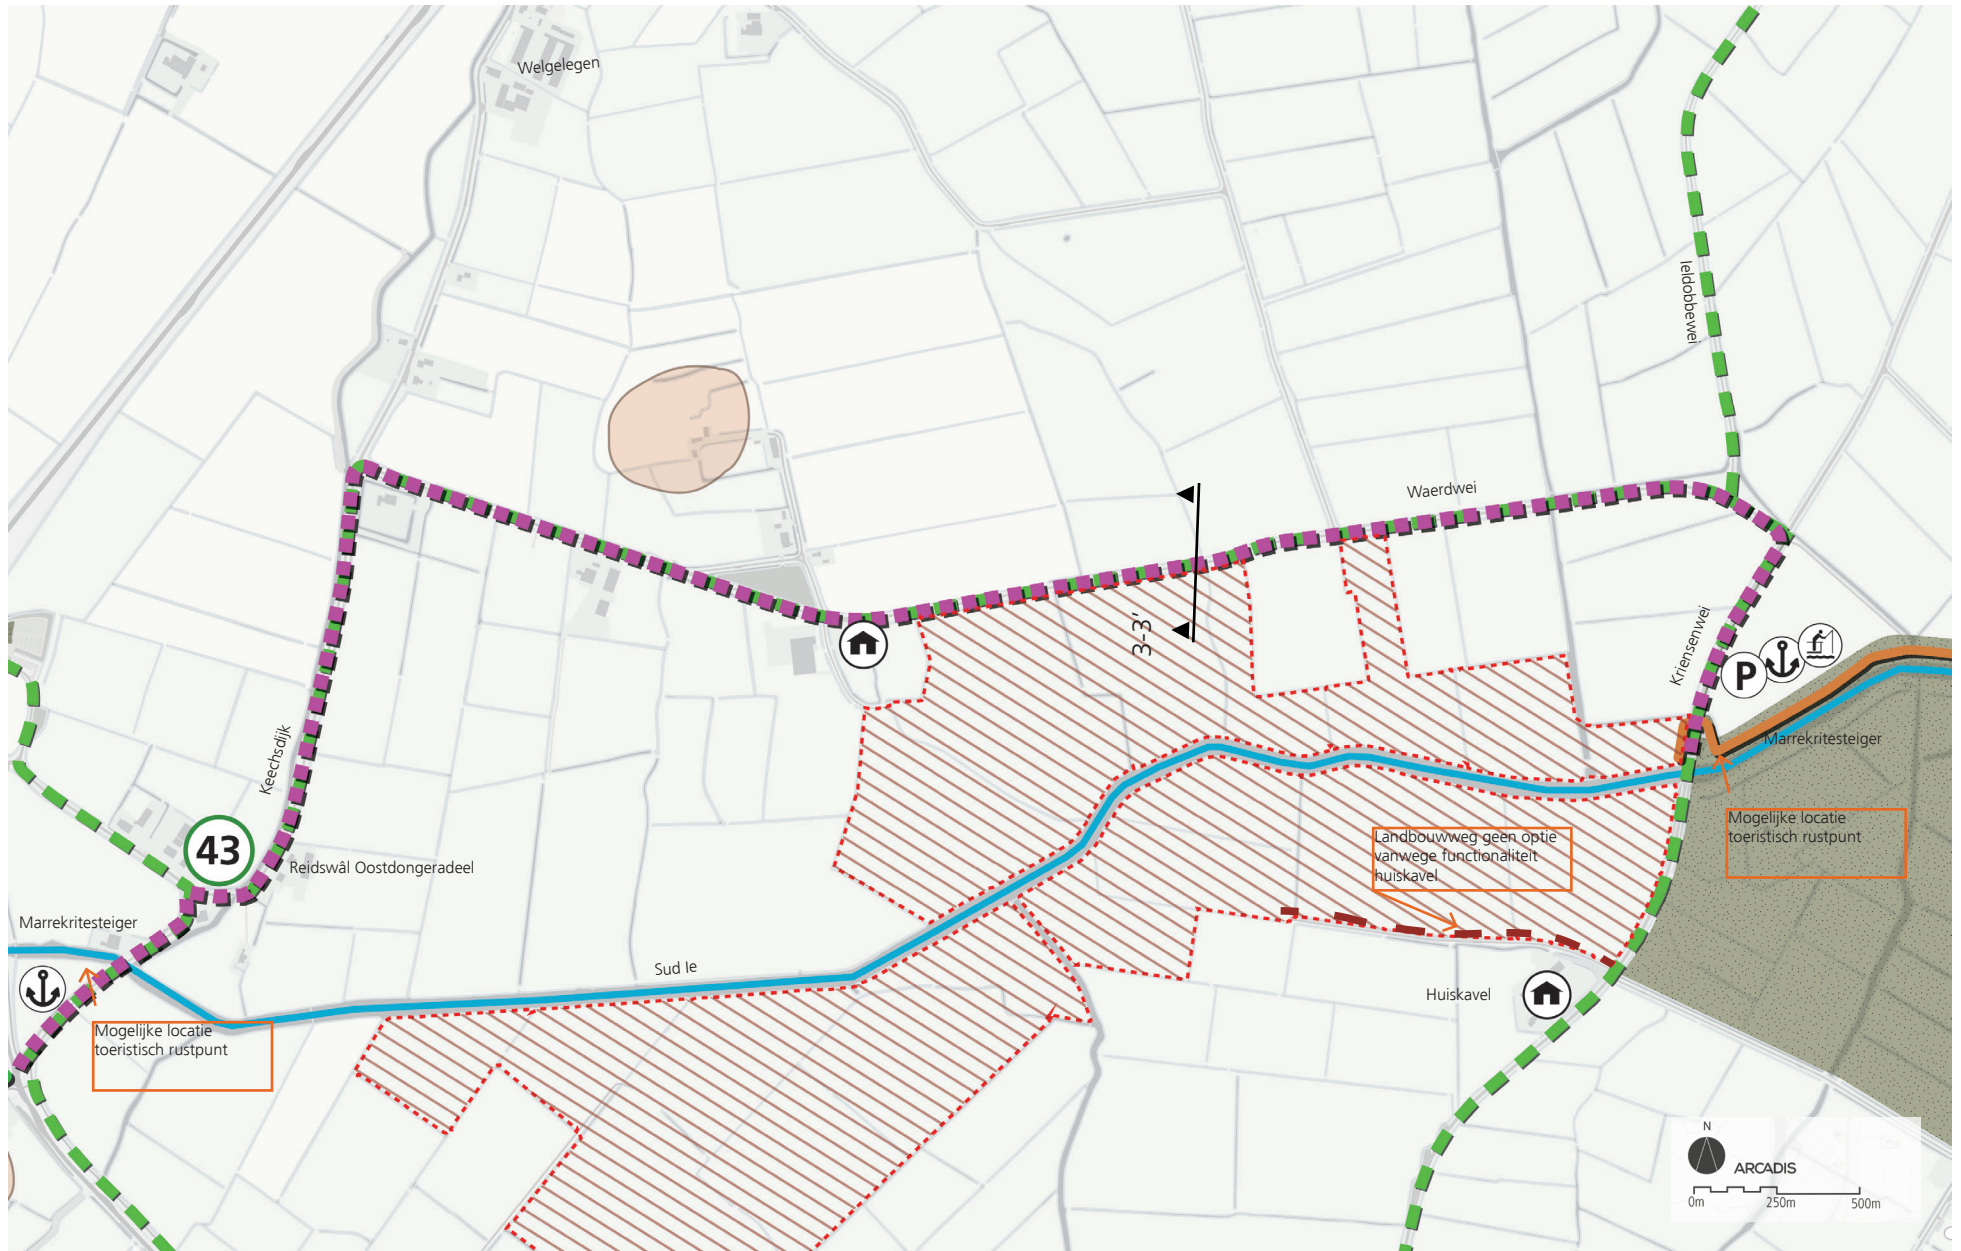 Welgelegen
Ieldobbewei
Waerdwei
3-3'
Kriensenwei
P
Marrekritesteiger
Keechsdijk
Mogelijke locatie
toeristisch rustpunt
Landbouwweg geen optie
vanwege functionaliteit
huiskavel
43
Reidswâl Oostdongeradeel
Marrekritesteiger
Sud Ie
Huiskavel
Mogelijke locatie
toeristisch rustpunt
N
ARCADIS
0m 250m 500m